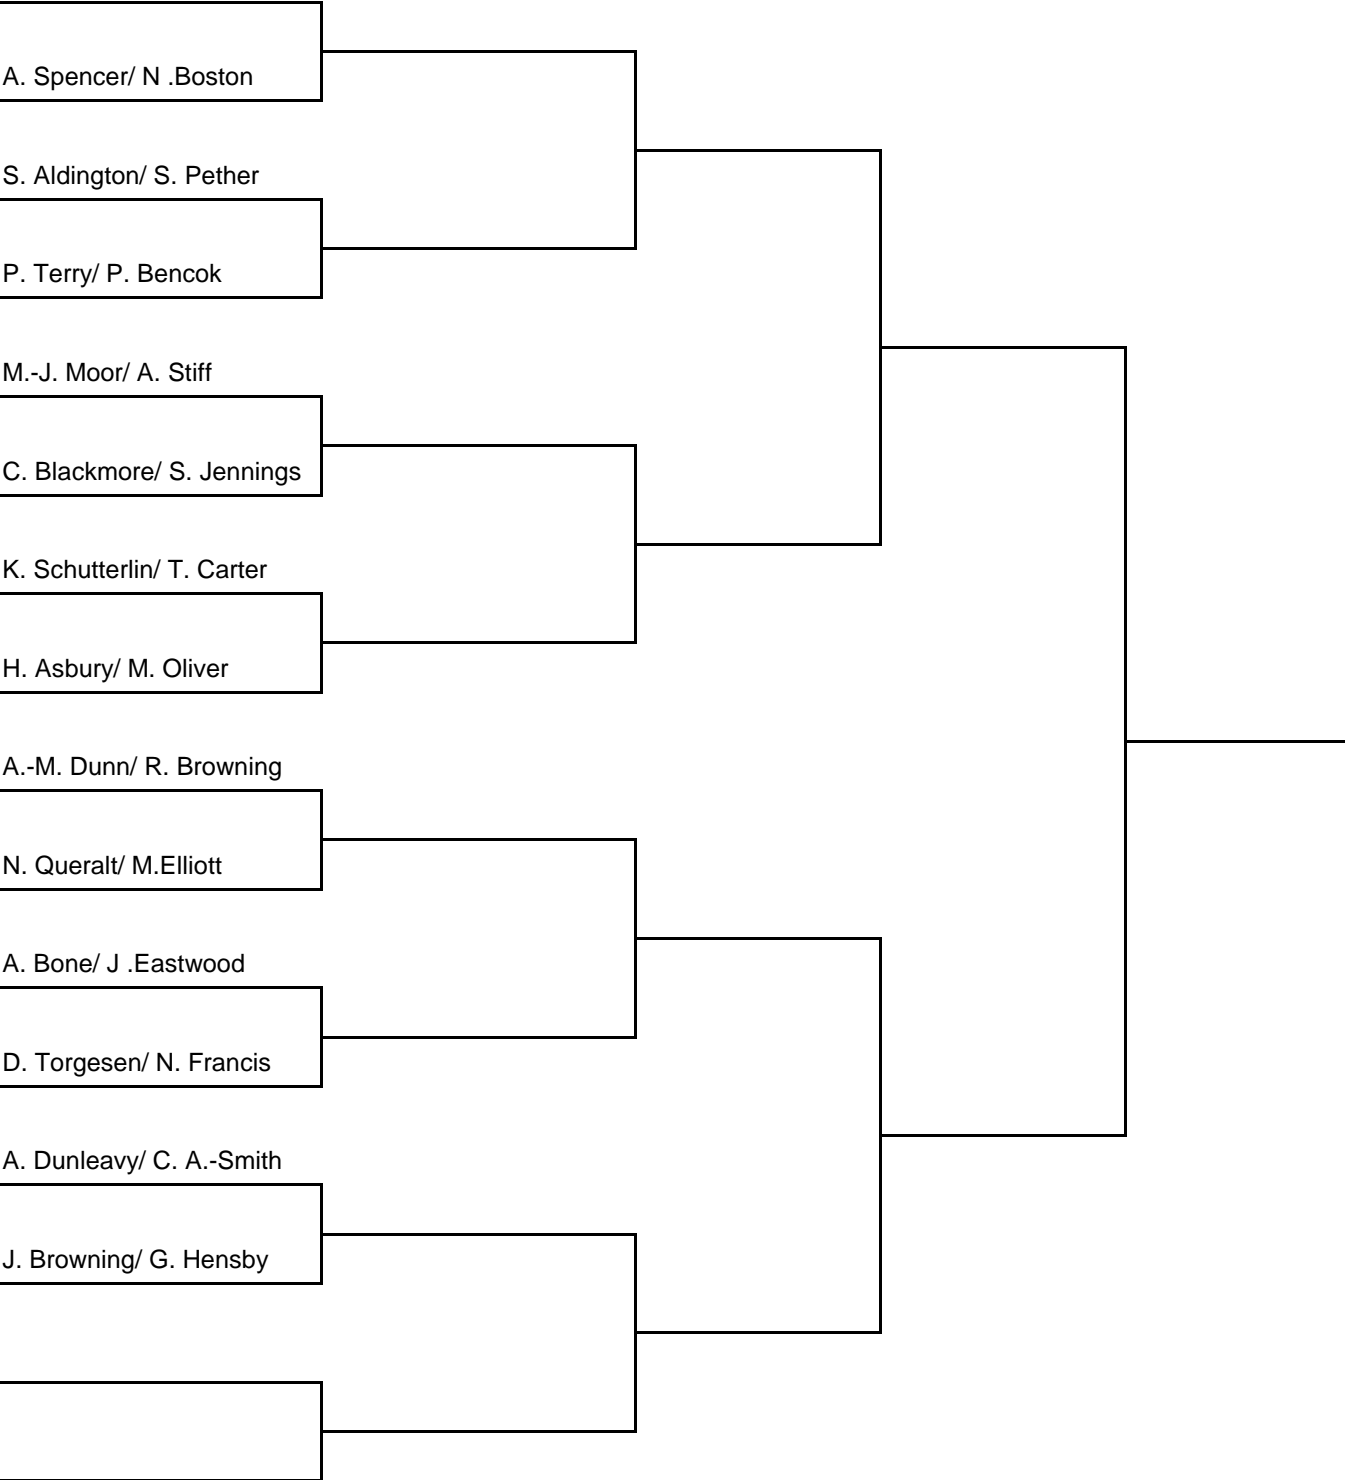 A. Spencer/ N .Boston
S. Aldington/ S. Pether
P. Terry/ P. Bencok
M.-J. Moor/ A. Stiff
C. Blackmore/ S. Jennings
K. Schutterlin/ T. Carter
H. Asbury/ M. Oliver
A.-M. Dunn/ R. Browning
N. Queralt/ M.Elliott
A. Bone/ J .Eastwood
D. Torgesen/ N. Francis
A. Dunleavy/ C. A.-Smith
J. Browning/ G. Hensby